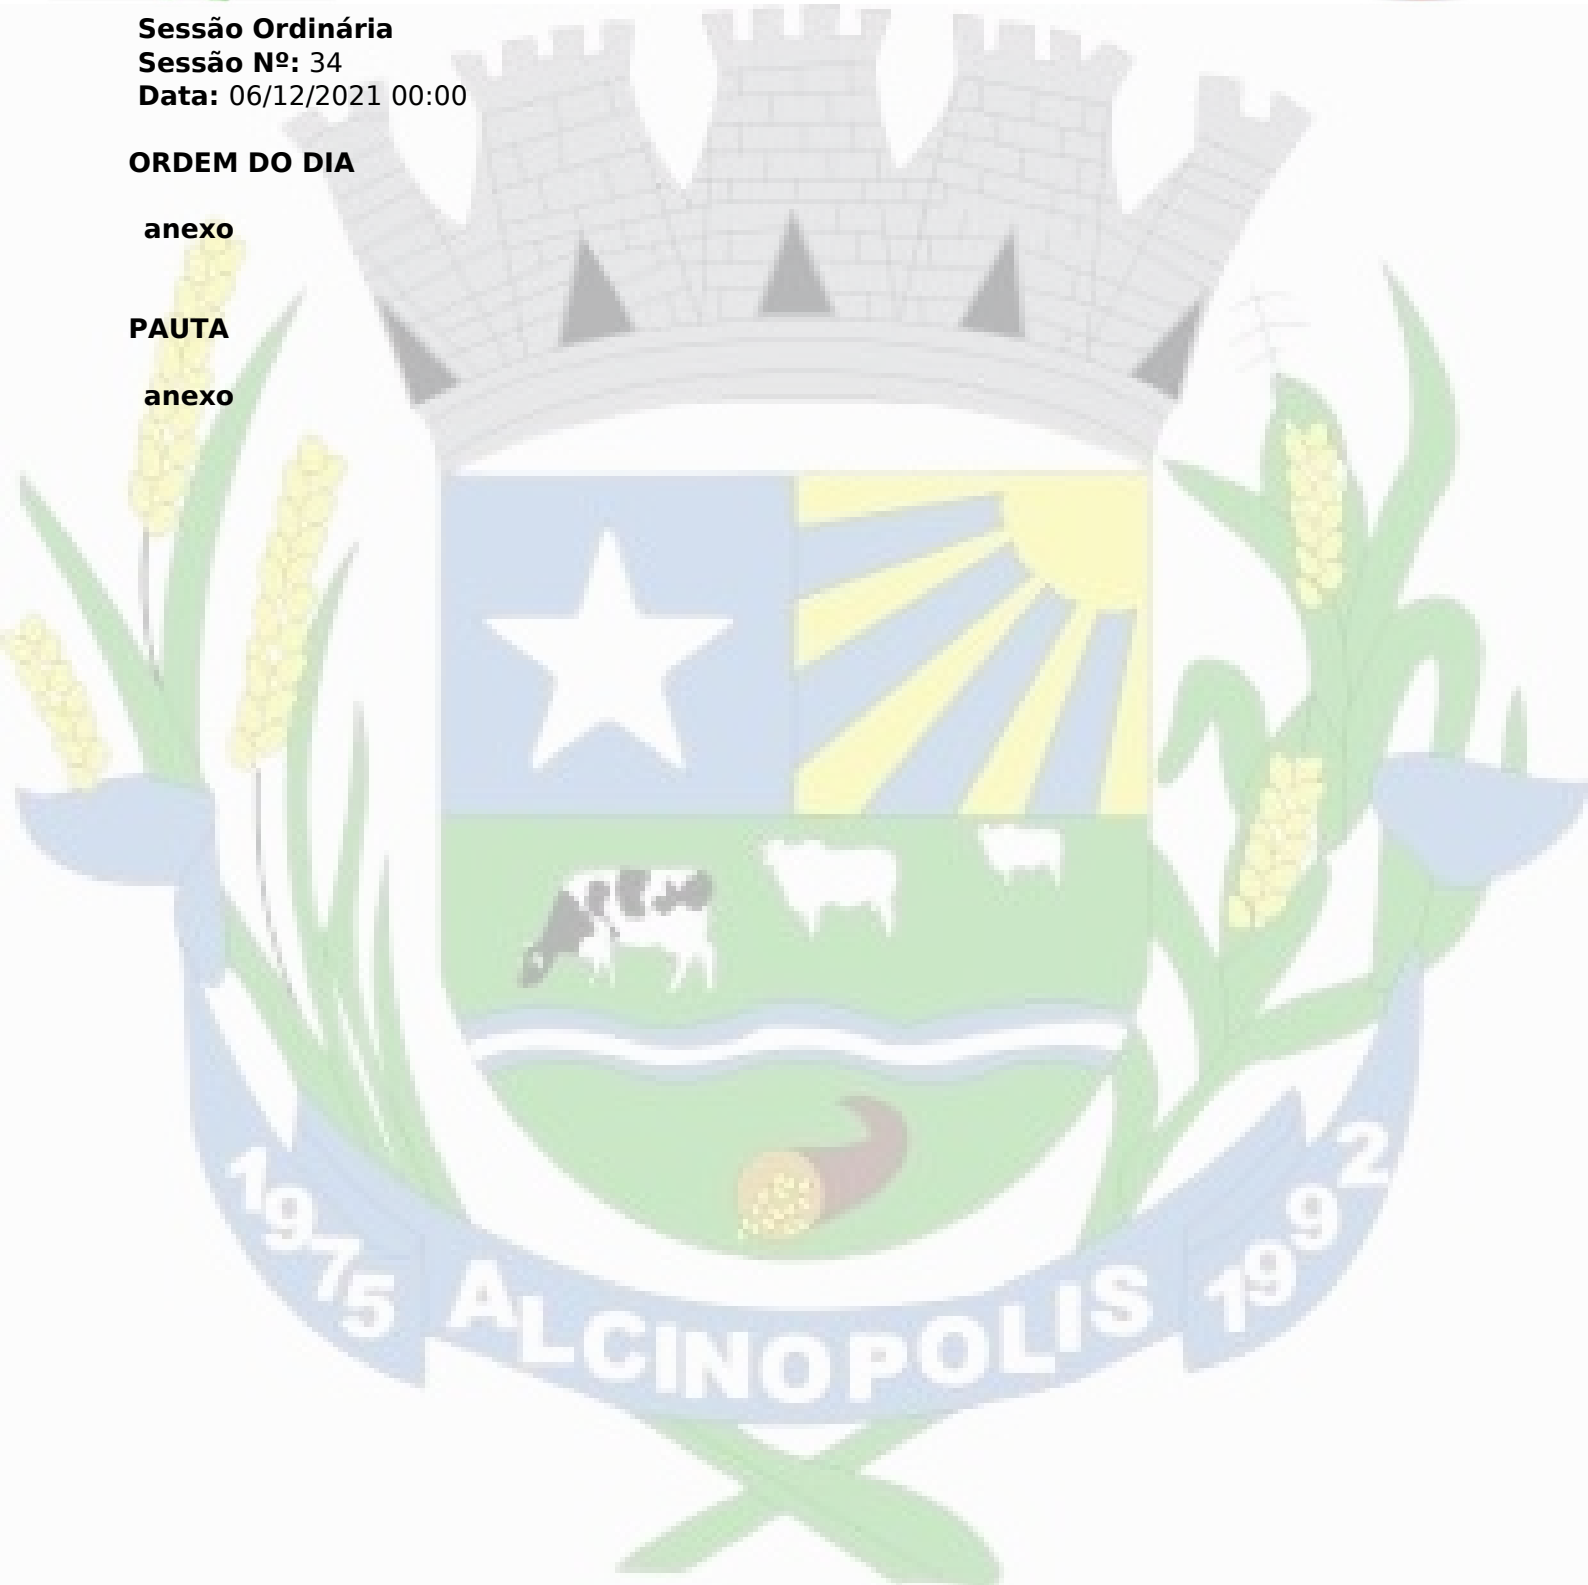 Sessão Ordinária
Sessão Nº: 34
Data: 06/12/2021 00:00
ORDEM DO DIA
anexo
PAUTA
anexo
1975 ALCINOPOLIS 1992